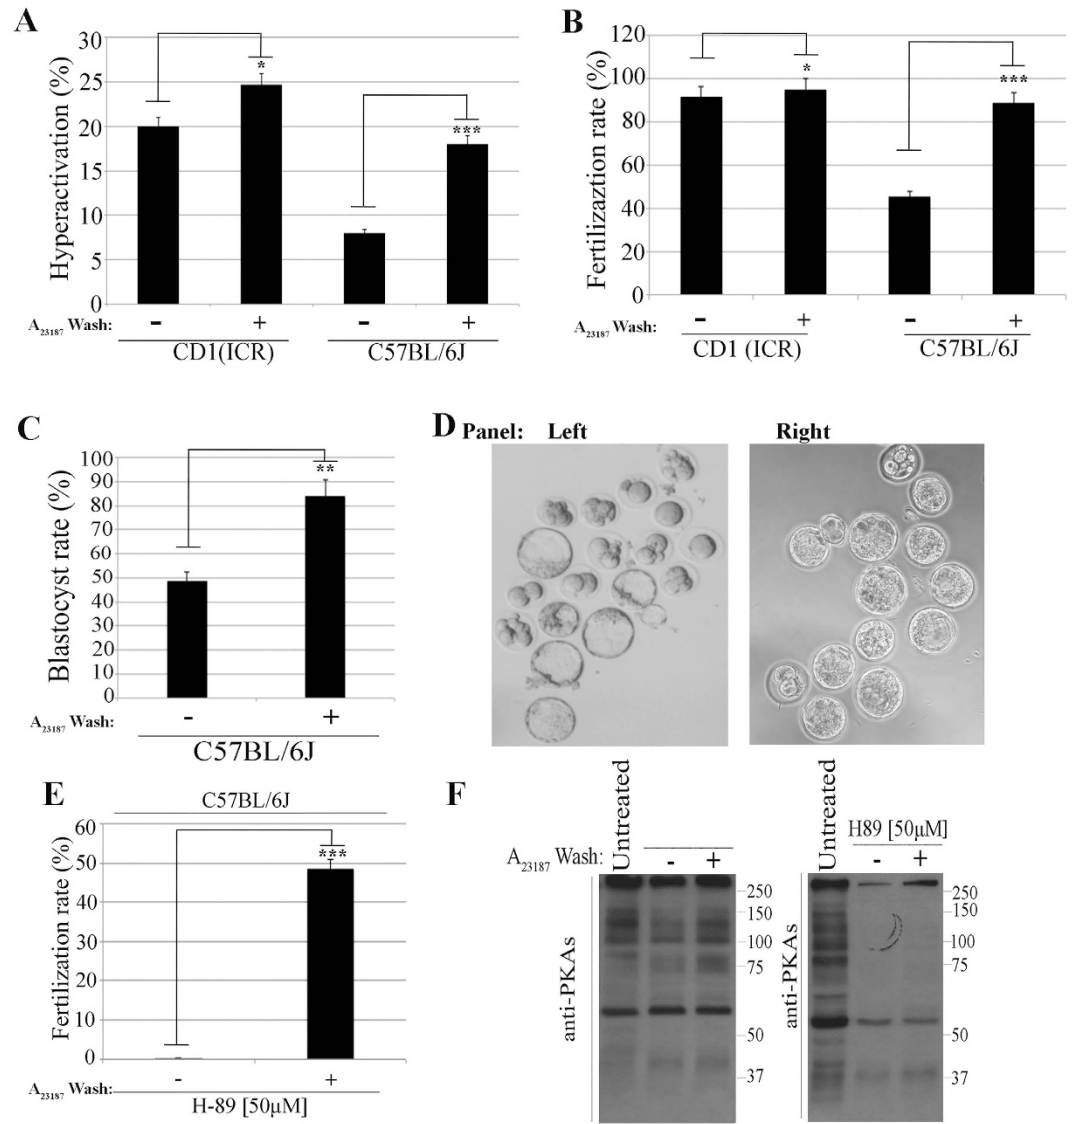 A
Hyperactivation (%)
30
25
20
15
10
5
0
*
***
A23187 Wash:
- + - +
CD1(ICR) C57BL/6J
B
Fertilizaztion rate (%)
120
100
80
60
40
20
0
*
***
A23187 Wash:
- + - +
CD1 (ICR) C57BL/6J
C
Blastocyst rate (%)
100
90
80
70
60
50
40
30
20
10
0
**
A23187 Wash:
- +
C57BL/6J
D Panel: Left Right
E
C57BL/6J
Fertilization rate (%)
60
50
40
30
20
10
0
***
A23187 Wash:
- +
H-89 [50µM]
F
A23187 Wash:
Untreated
- +
anti-PKAs
250
150
100
75
50
37
Untreated
H89 [50µM]
- +
anti-PKAs
250
150
100
75
50
37